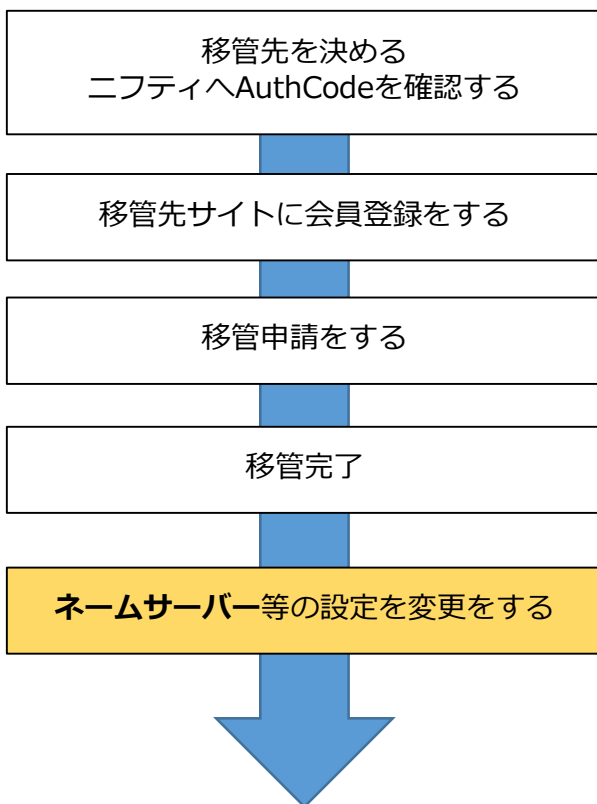 移管先を決める
ニフティへAuthCodeを確認する
移管先サイトに会員登録をする
移管申請をする
移管完了
ネームサーバー等の設定を変更をする